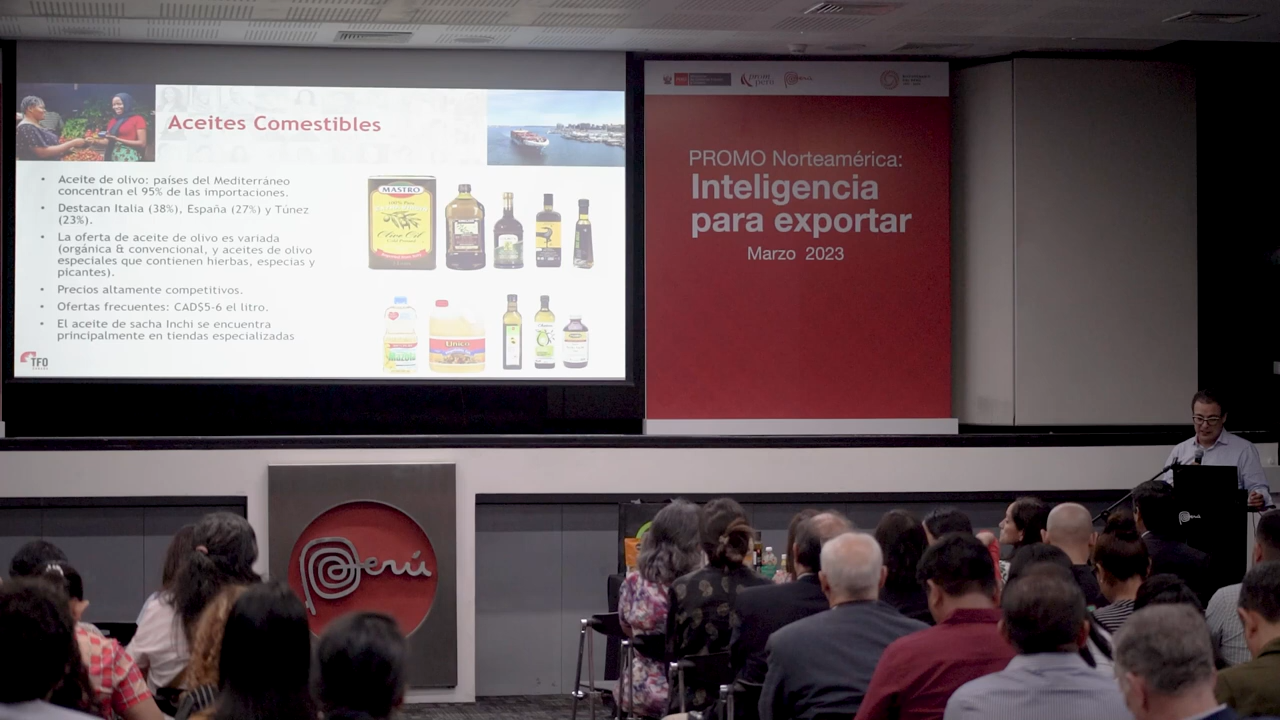 Aceites Comestibles
• Aceite de olivo: países del Mediterráneo
concentran el 95% de las importaciones.
• Destacan Italia (38%), España (27%) y Túnez
(23%).
• La oferta de aceite de olivo es variada
(orgánica & convencional, y aceites de olivo
especiales que contienen hierbas, especias y
picantes).
• Precios altamente competitivos.
• Ofertas frecuentes: CAD$5-6 el litro.
• El aceite de sacha Inchi se encuentra
principalmente en tiendas especializadas
TFO
MASTRO
Olive Oil
Mazola
Unico
PROMO Norteamérica:
Inteligencia
para exportar
Marzo 2023
Perú